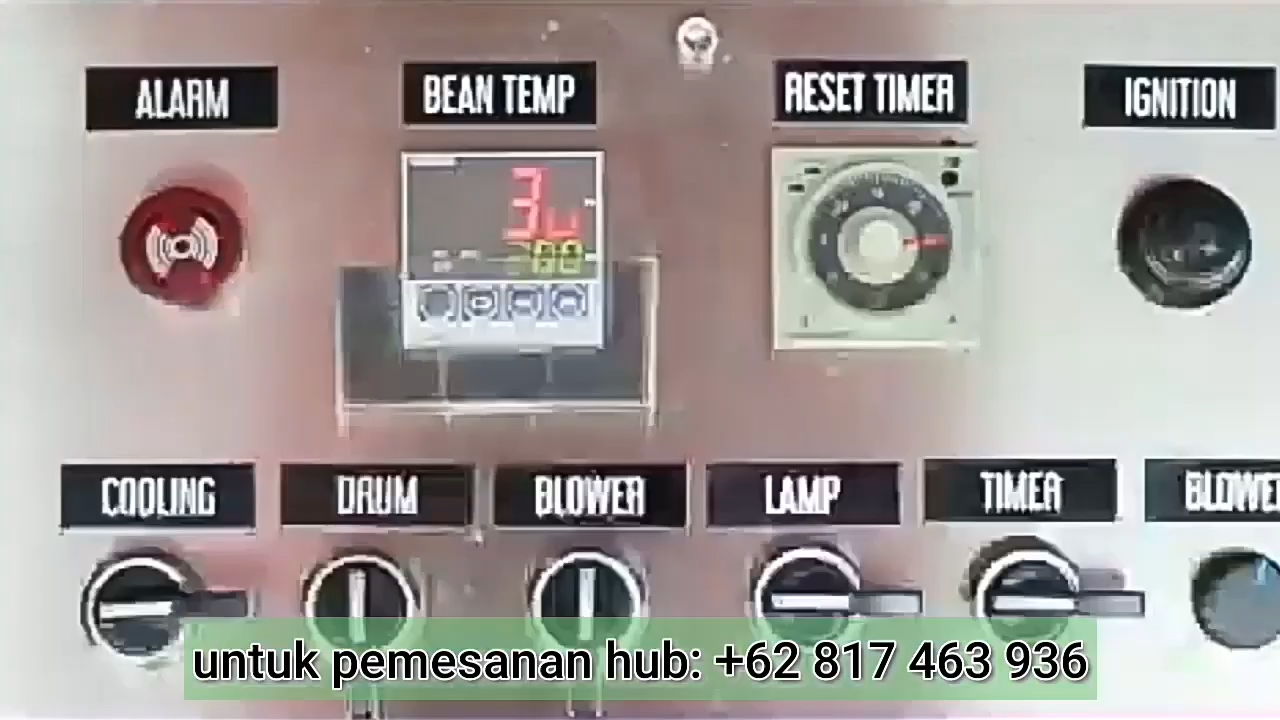 ALARM
BEAN TEMP
RESET TIMER
IGNITION
COOLING
DRUM
BLOWER
LAMP
TIMER
untuk pemesanan hub: +62 817 463 936